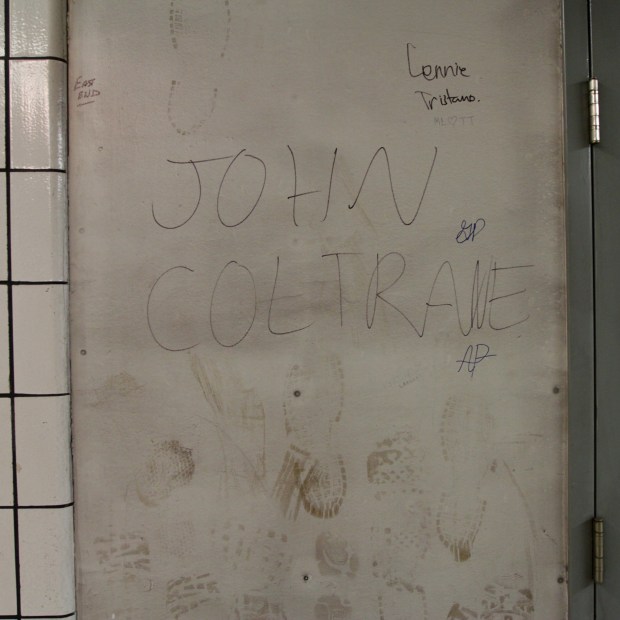 EAST
END
Lennie
Tristano.
JOHN
COLTRANE